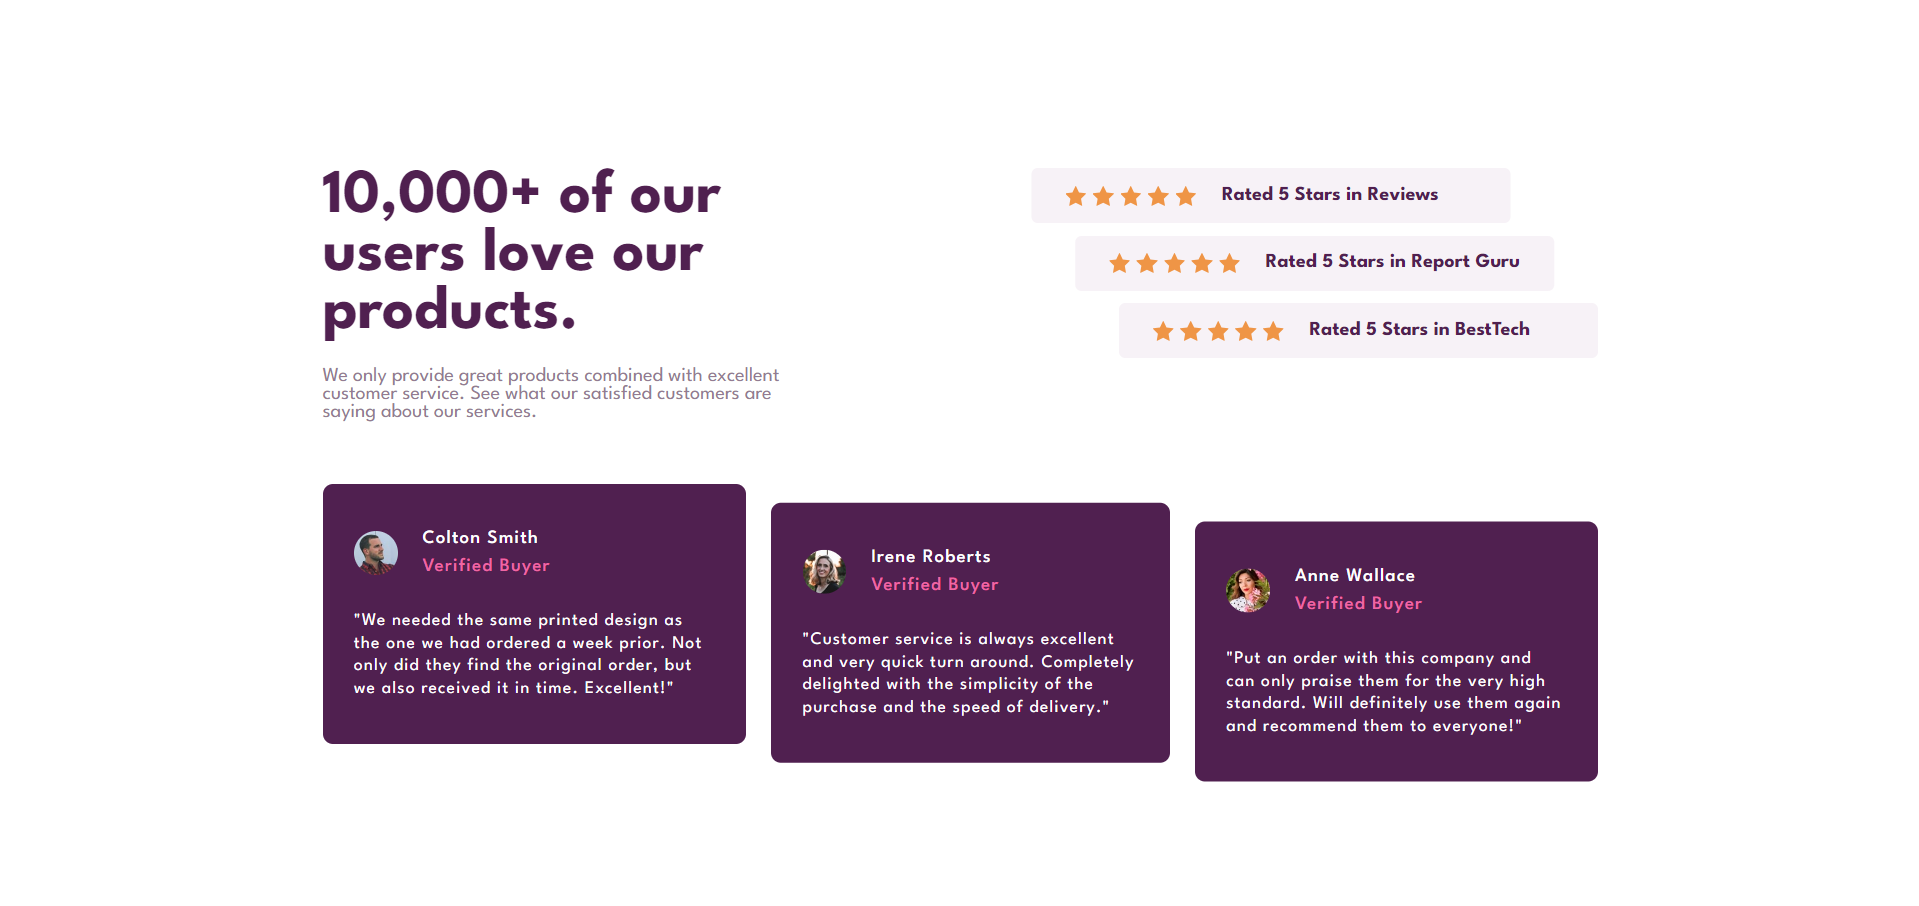 10,000+ of our
users love our
products.
We only provide great products combined with excellent
customer service. See what our satisfied customers are
saying about our services.
Rated 5 Stars in Reviews
Rated 5 Stars in Report Guru
Rated 5 Stars in BestTech
Colton Smith
Verified Buyer
"We needed the same printed design as
the one we had ordered a week prior. Not
only did they find the original order, but
we also received it in time. Excellent!"
Irene Roberts
Verified Buyer
"Customer service is always excellent
and very quick turn around. Completely
delighted with the simplicity of the
purchase and the speed of delivery."
Anne Wallace
Verified Buyer
"Put an order with this company and
can only praise them for the very high
standard. Will definitely use them again
and recommend them to everyone!"